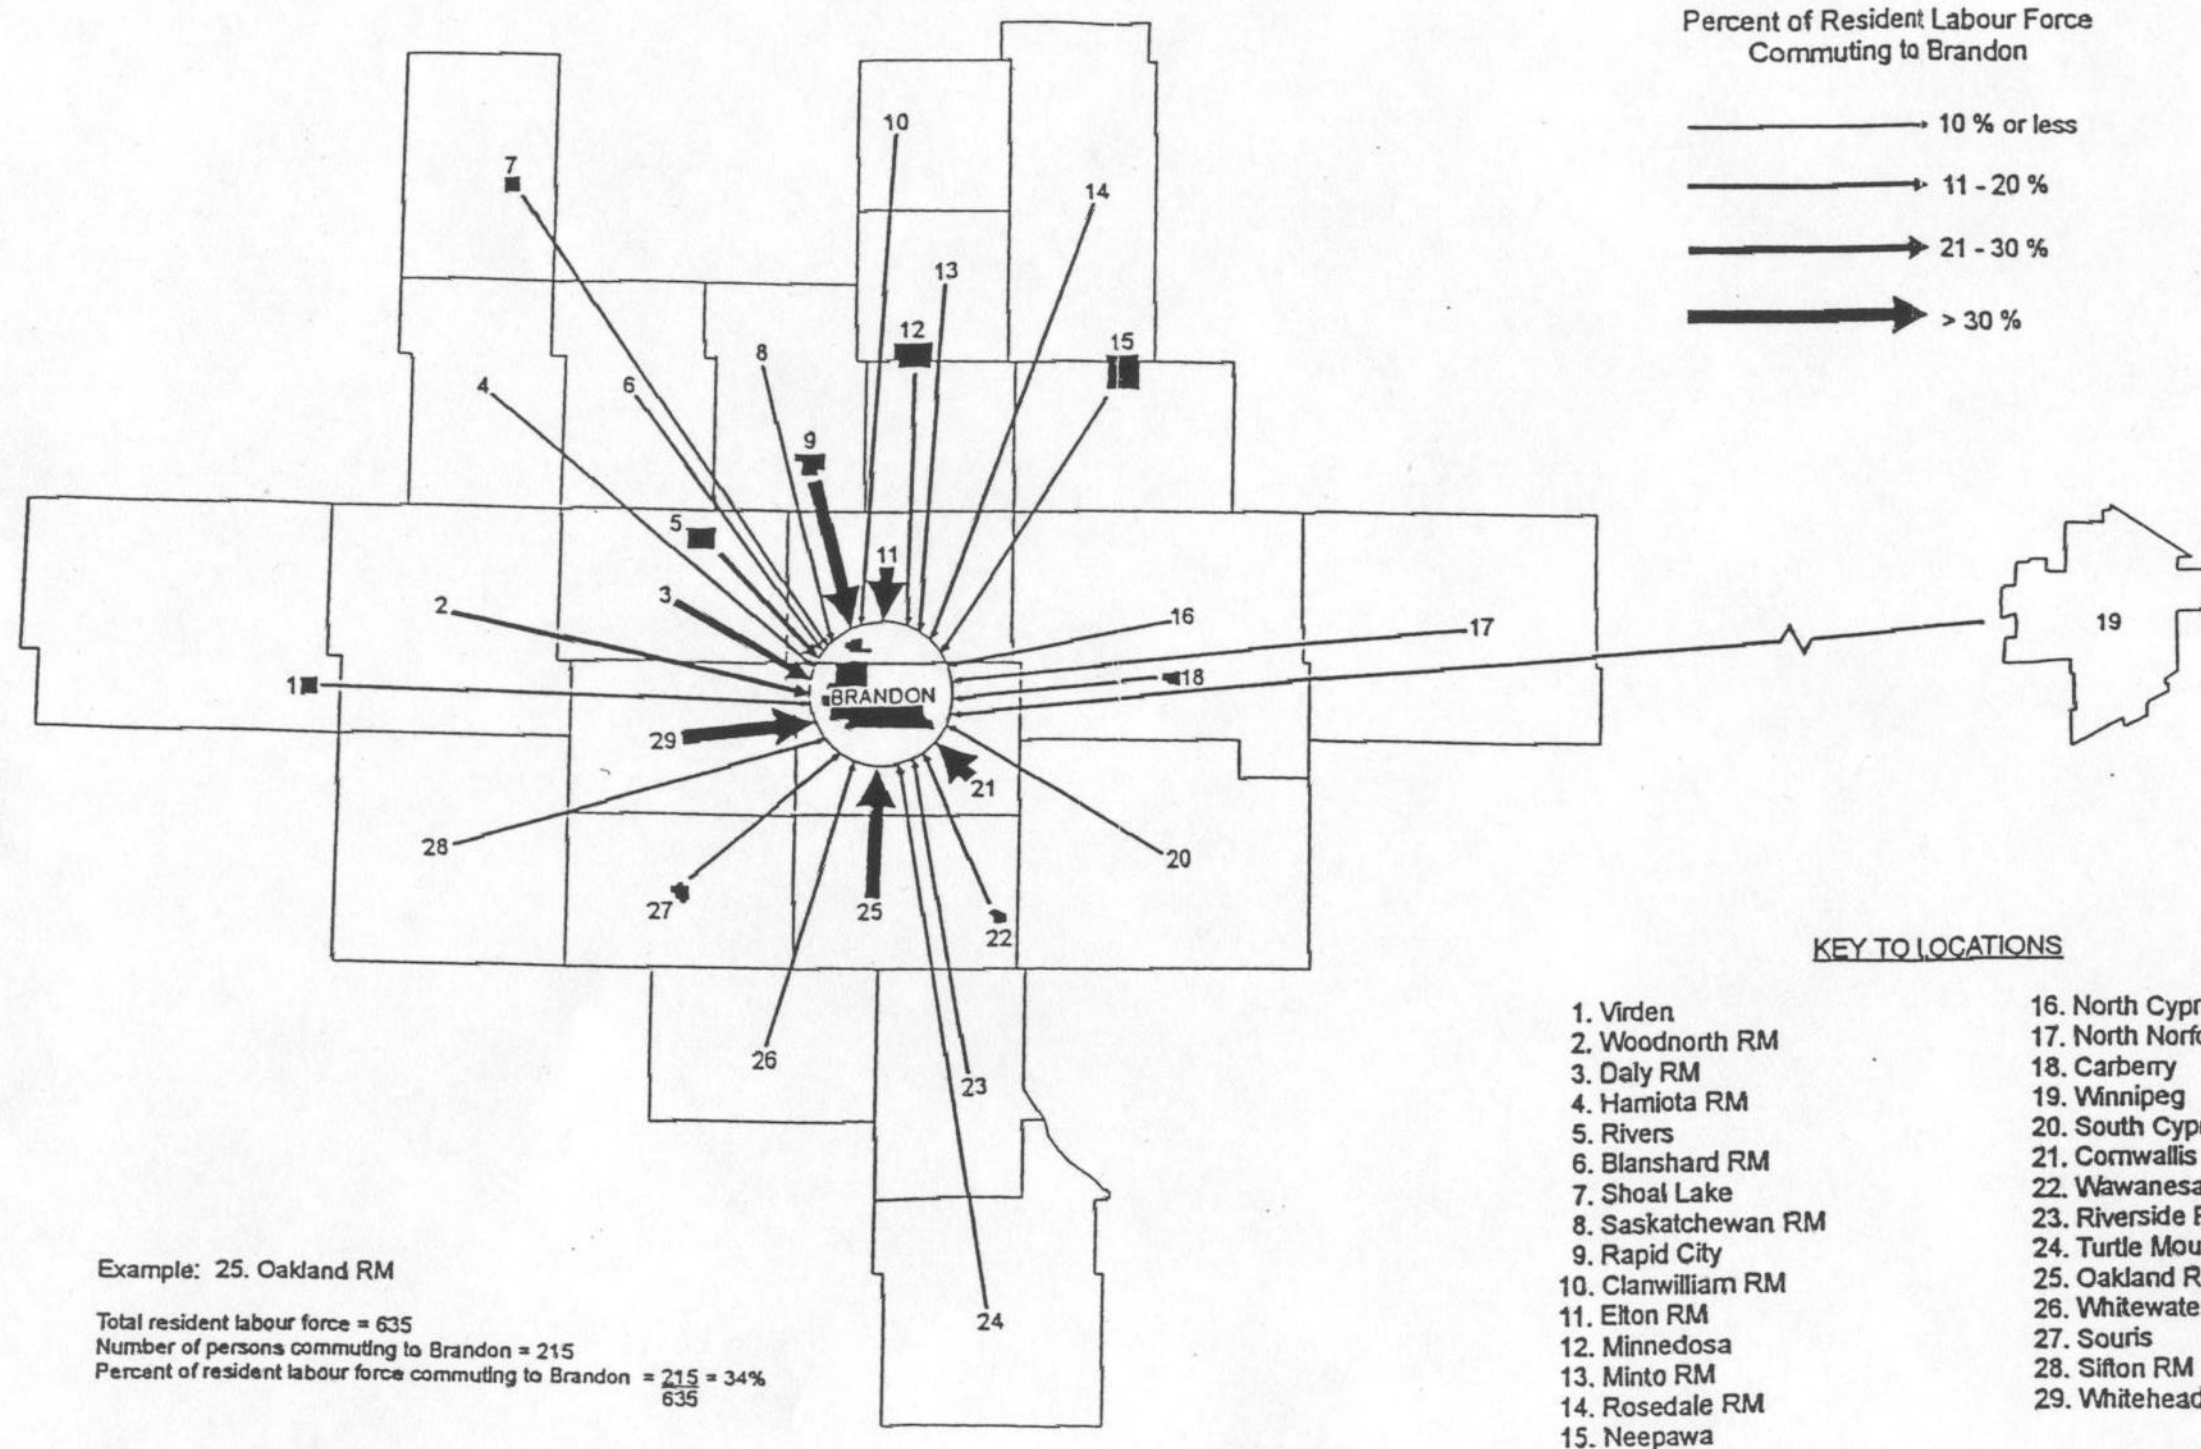 Percent of Resident Labour Force
Commuting to Brandon
10 % or less
11 - 20 %
21 - 30 %
> 30 %
10
7
14
13
12
15
8
4
6
9
5
11
3
2
16
17
19
1
18
BRANDON
29
21
28
20
27
25
22
26
23
24
Example: 25. Oakland RM
Total resident labour force = 635
Number of persons commuting to Brandon = 215
Percent of resident labour force commuting to Brandon = 215 = 34%
635
KEY TO LOCATIONS
1. Virden
2. Woodnorth RM
3. Daly RM
4. Hamiota RM
5. Rivers
6. Blanshard RM
7. Shoal Lake
8. Saskatchewan RM
9. Rapid City
10. Clanwilliam RM
11. Elton RM
12. Minnedosa
13. Minto RM
14. Rosedale RM
15. Neepawa
16. North Cypr
17. North Norfo
18. Carberry
19. Winnipeg
20. South Cypr
21. Cornwallis
22. Wawanesa
23. Riverside
24. Turtle Mou
25. Oakland R
26. Whitewate
27. Souris
28. Sifton RM
29. Whitehead